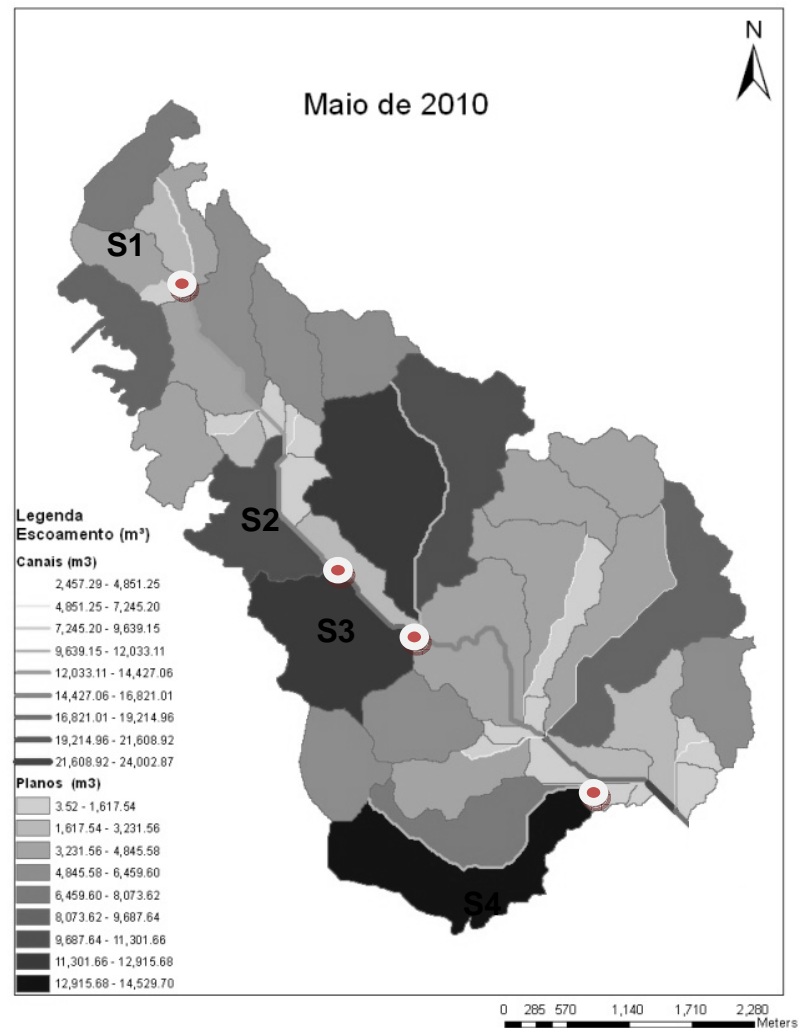 N
Maio de 2010
S1
S2
S3
S4
Legenda
Escoamento (m³)
Canais (m3)
2,457.29 - 4,851.25
4,851.25 - 7,245.20
7,245.20 - 9,639.15
9,639.15 - 12,033.11
12,033.11 - 14,427.06
14,427.06 - 16,821.01
16,821.01 - 19,214.96
19,214.96 - 21,608.92
21,608.92 - 24,002.87
Planos (m3)
3.52 - 1,617.54
1,617.54 - 3,231.56
3,231.56 - 4,845.58
4,845.58 - 6,459.60
6,459.60 - 8,073.62
8,073.62 - 9,687.64
9,687.64 - 11,301.66
11,301.66 - 12,915.68
12,915.68 - 14,529.70
0 285 570 1,140 1,710 2,280
Meters